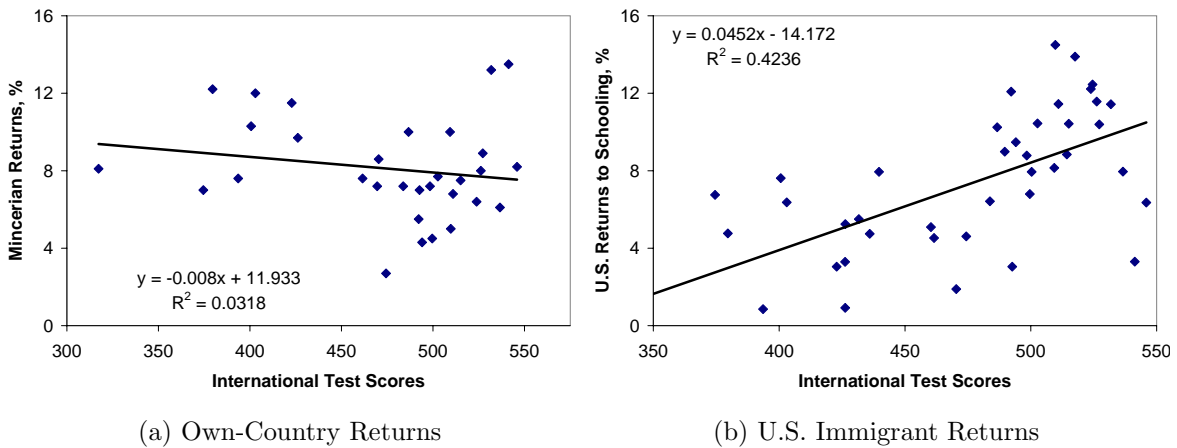 16
12
8
4
0
Mincerian Returns, %
y = -0.008x + 11.933
R² = 0.0318
300 350 400 450 500 550
International Test Scores
(a) Own-Country Returns
16
12
8
4
0
U.S. Returns to Schooling, %
y = 0.0452x - 14.172
R² = 0.4236
350 400 450 500 550
International Test Scores
(b) U.S. Immigrant Returns